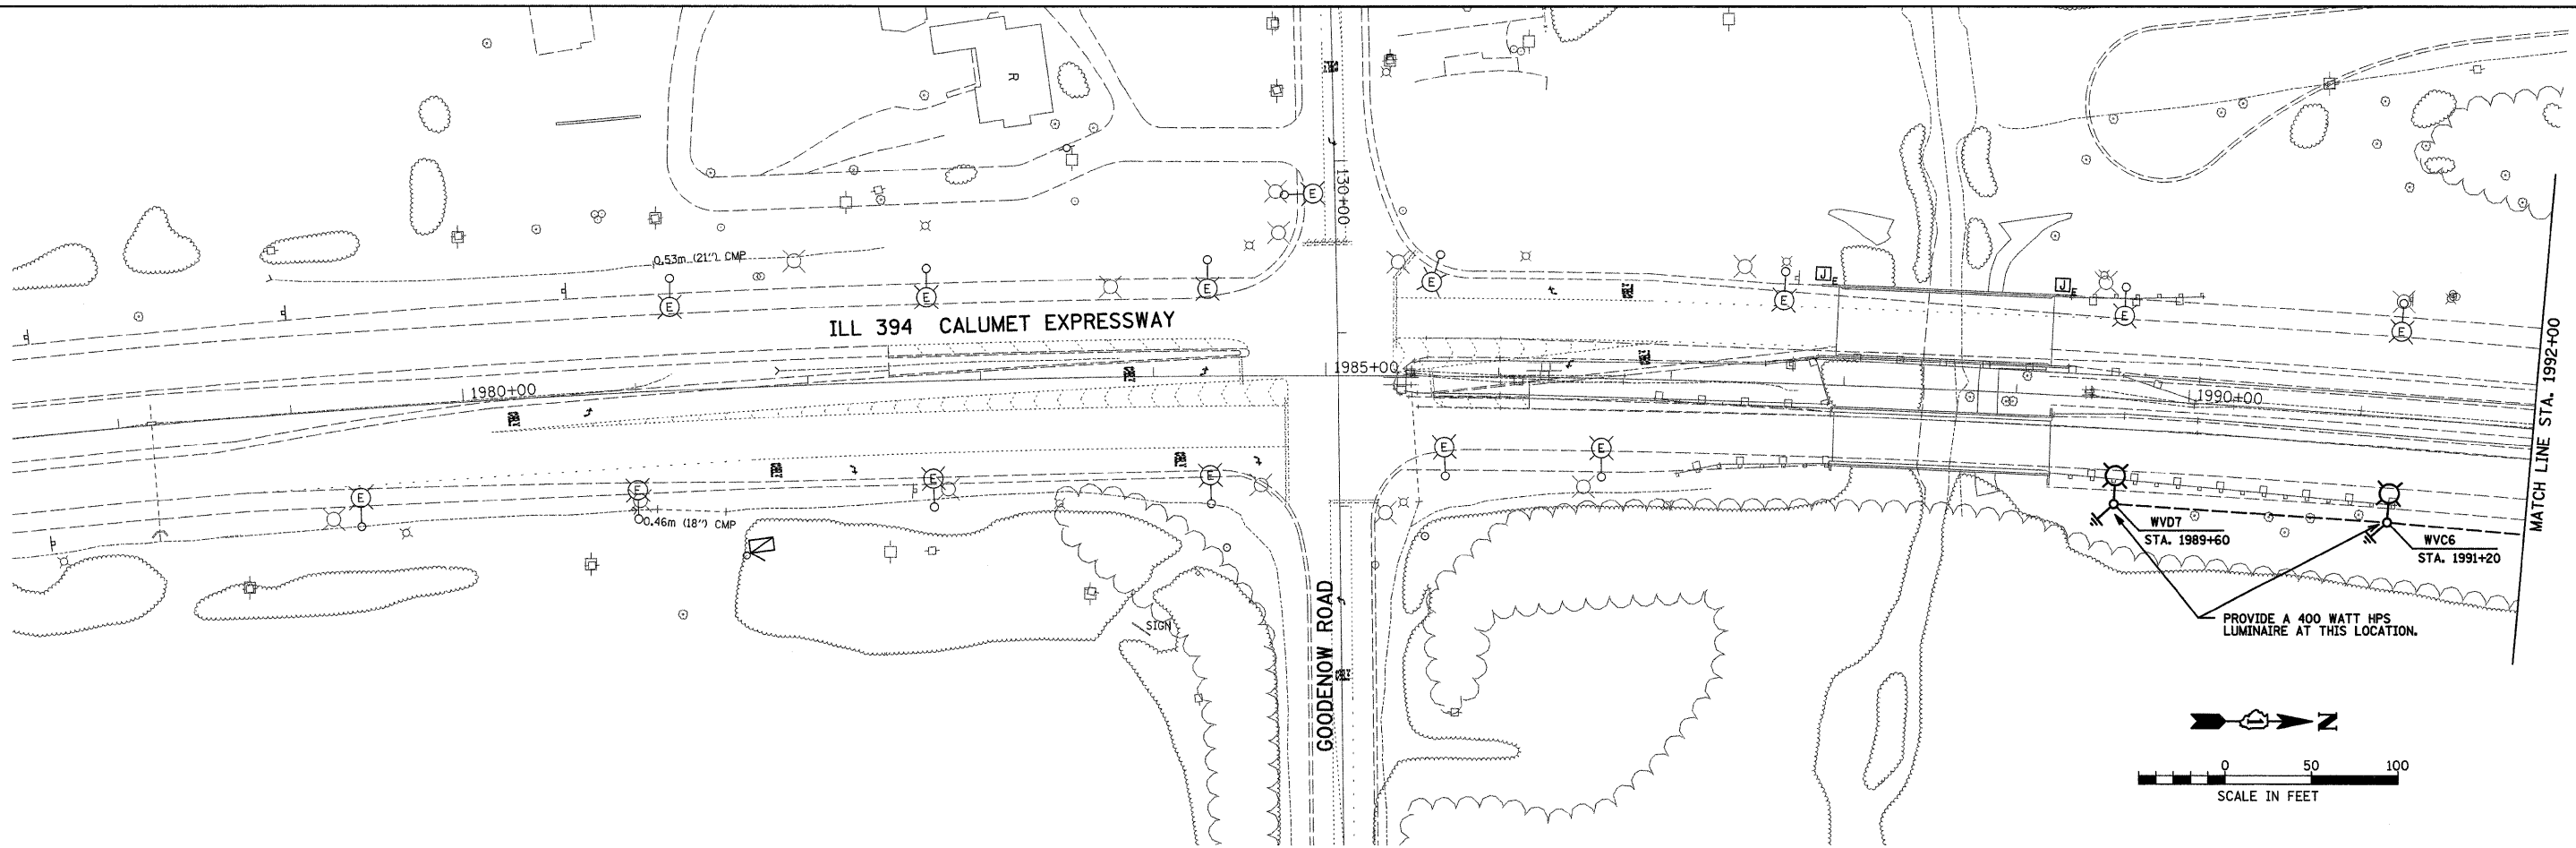 R
130+00
E
0.53m (21") CMP
E
E
E
E
E
J
E
J
E
E
E
ILL 394 CALUMET EXPRESSWAY
1980+00
1985+00
1990+00
MATCH LINE STA. 1992+00
E
E
E
E
E
E
0.46m (18") CMP
WVD7
STA. 1989+60
WVC6
STA. 1991+20
SIGN
GOODENOW ROAD
PROVIDE A 400 WATT HPS
LUMINAIRE AT THIS LOCATION.
N
0 50 100
SCALE IN FEET